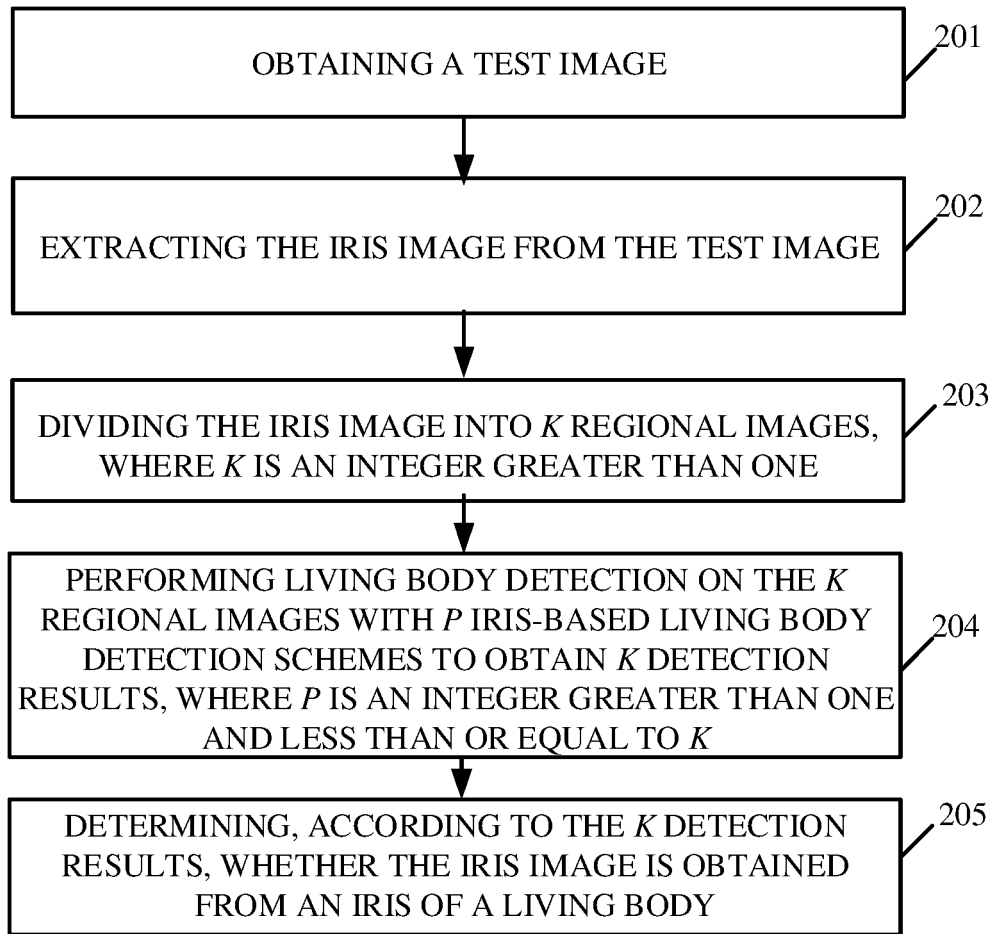 201
OBTAINING A TEST IMAGE
202
EXTRACTING THE IRIS IMAGE FROM THE TEST IMAGE
203
DIVIDING THE IRIS IMAGE INTO K REGIONAL IMAGES,
WHERE K IS AN INTEGER GREATER THAN ONE
PERFORMING LIVING BODY DETECTION ON THE K
REGIONAL IMAGES WITH P IRIS-BASED LIVING BODY
DETECTION SCHEMES TO OBTAIN K DETECTION
RESULTS, WHERE P IS AN INTEGER GREATER THAN ONE
AND LESS THAN OR EQUAL TO K
204
DETERMINING, ACCORDING TO THE K DETECTION
RESULTS, WHETHER THE IRIS IMAGE IS OBTAINED
FROM AN IRIS OF A LIVING BODY
205